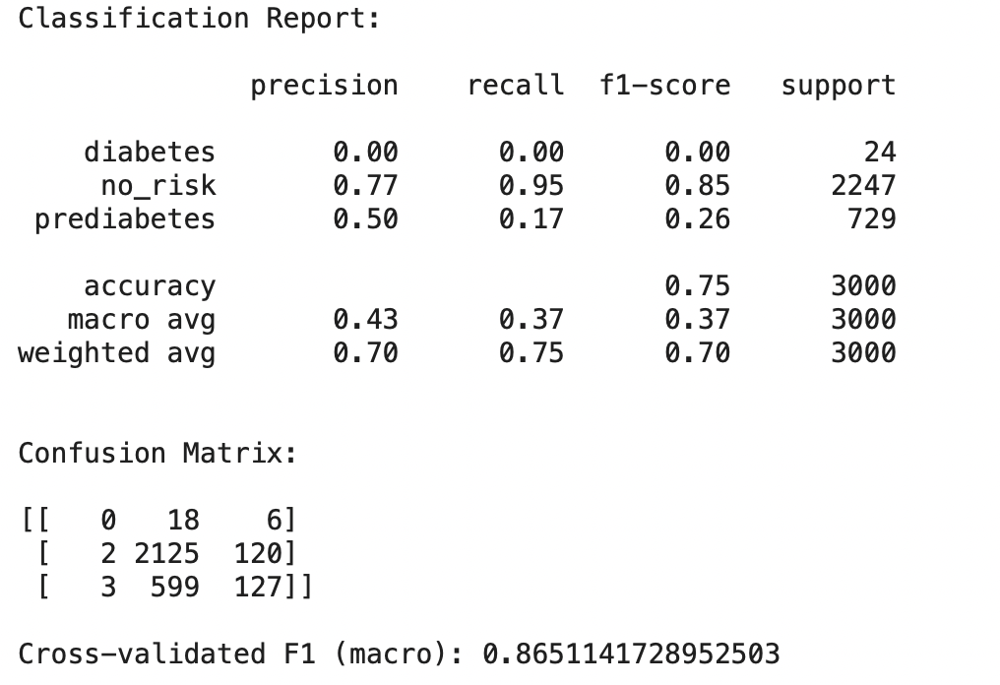 Classification Report:
precision recall f1-score support
diabetes 0.00 0.00 0.00 24
no_risk 0.77 0.95 0.85 2247
prediabetes 0.50 0.17 0.26 729
accuracy 0.75 3000
macro avg 0.43 0.37 0.37 3000
weighted avg 0.70 0.75 0.70 3000
Confusion Matrix:
[[ 0 18 6]
[ 2 2125 120]
[ 3 599 127]]
Cross-validated F1 (macro): 0.8651141728952503